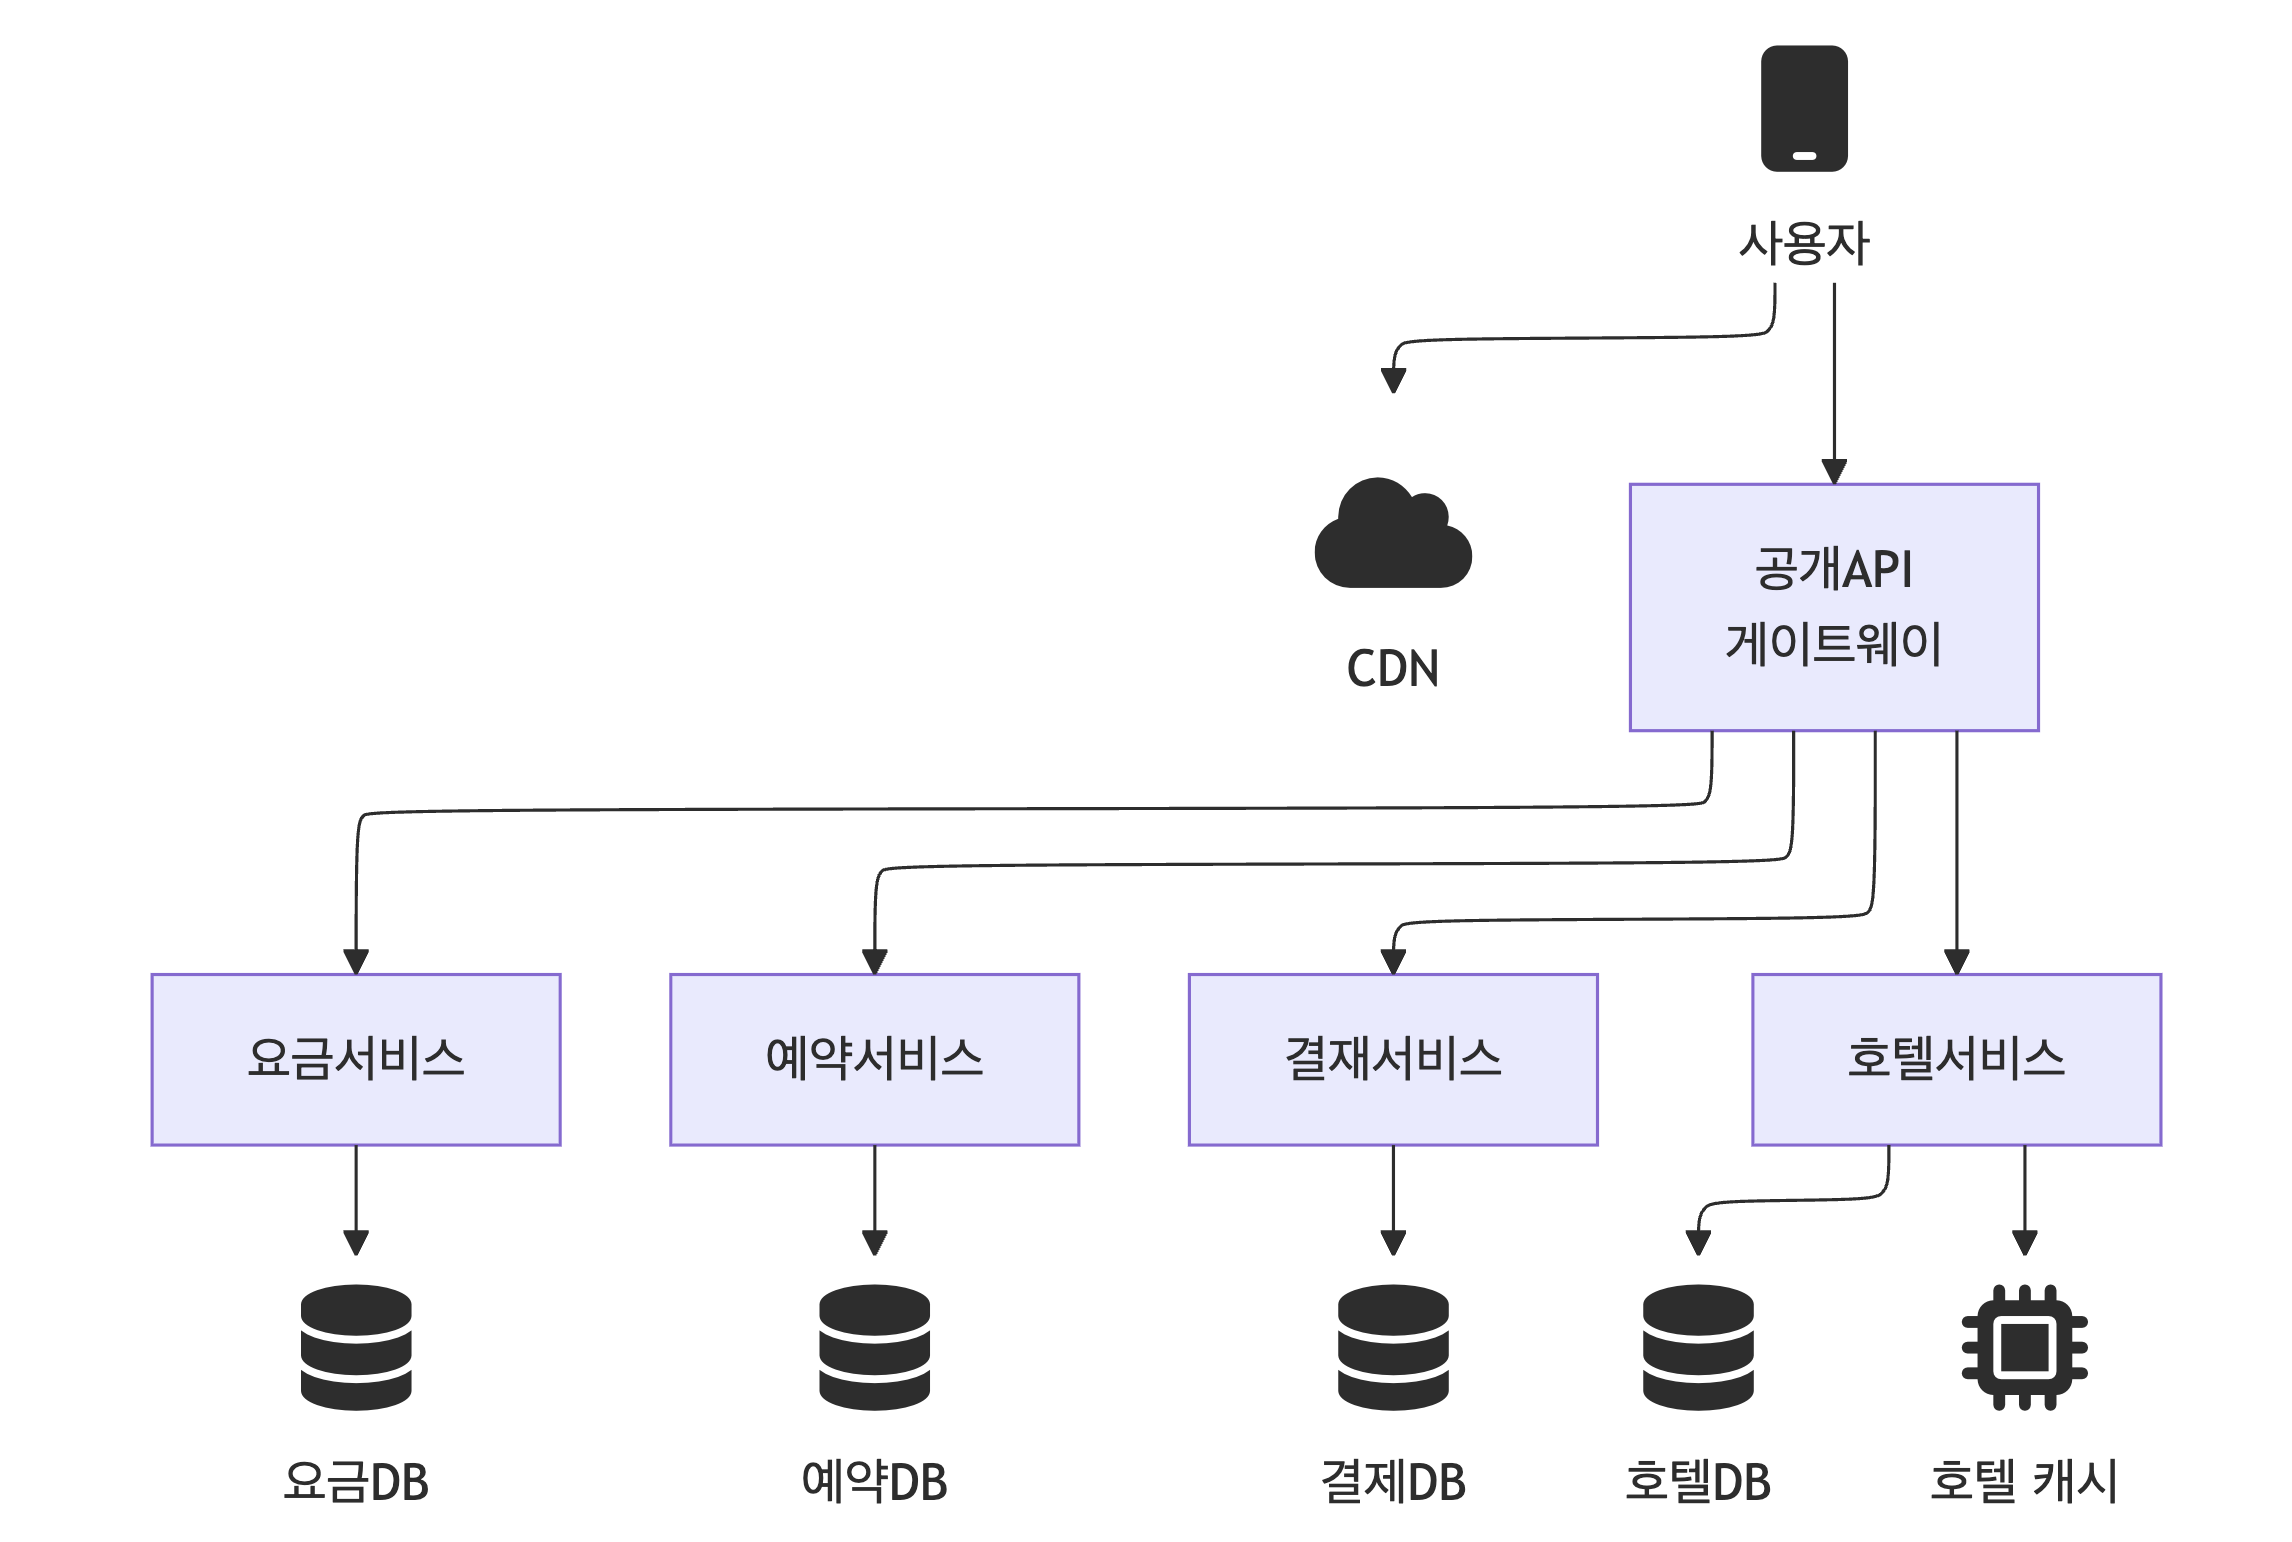 사용자
CDN
공개API
게이트웨이
요금서비스
예약서비스
결재서비스
호텔서비스
요금DB
예약DB
결제DB
호텔DB
호텔 캐시